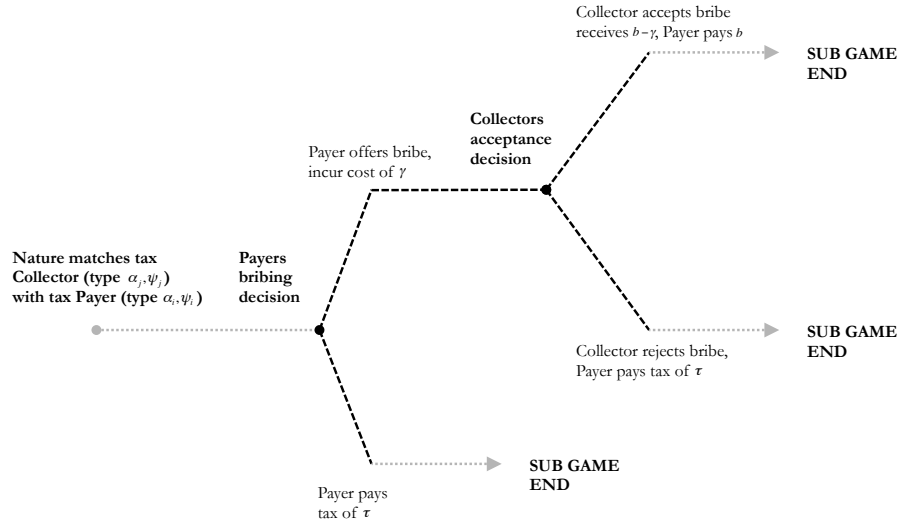 Collector accepts bribe
receives b−γ, Payer pays b
SUB GAME
END
Collectors
acceptance
decision
Payer offers bribe,
incur cost of γ
Nature matches tax
Collector (type αⱼ,ψⱼ)
with tax Payer (type αᵢ,ψᵢ)
Payers
bribing
decision
SUB GAME
END
Collector rejects bribe,
Payer pays tax of τ
SUB GAME
END
Payer pays
tax of τ